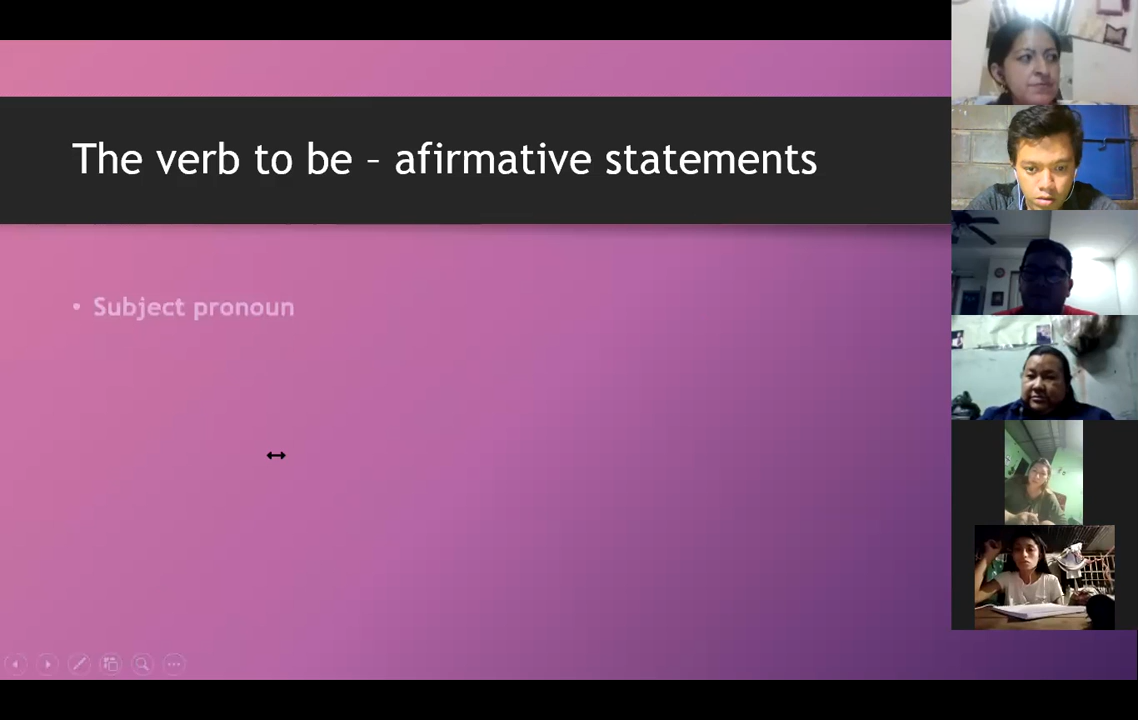 The verb to be – afirmative statements
• Subject pronoun